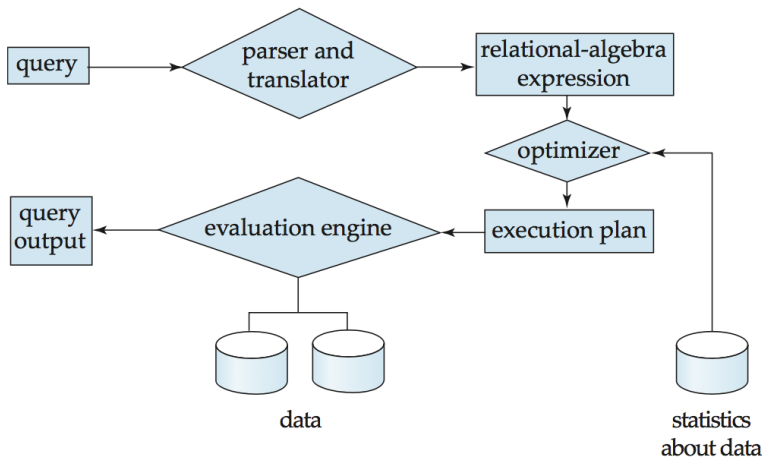 query
parser and
translator
relational-algebra
expression
optimizer
query
output
evaluation engine
execution plan
data
statistics
about data